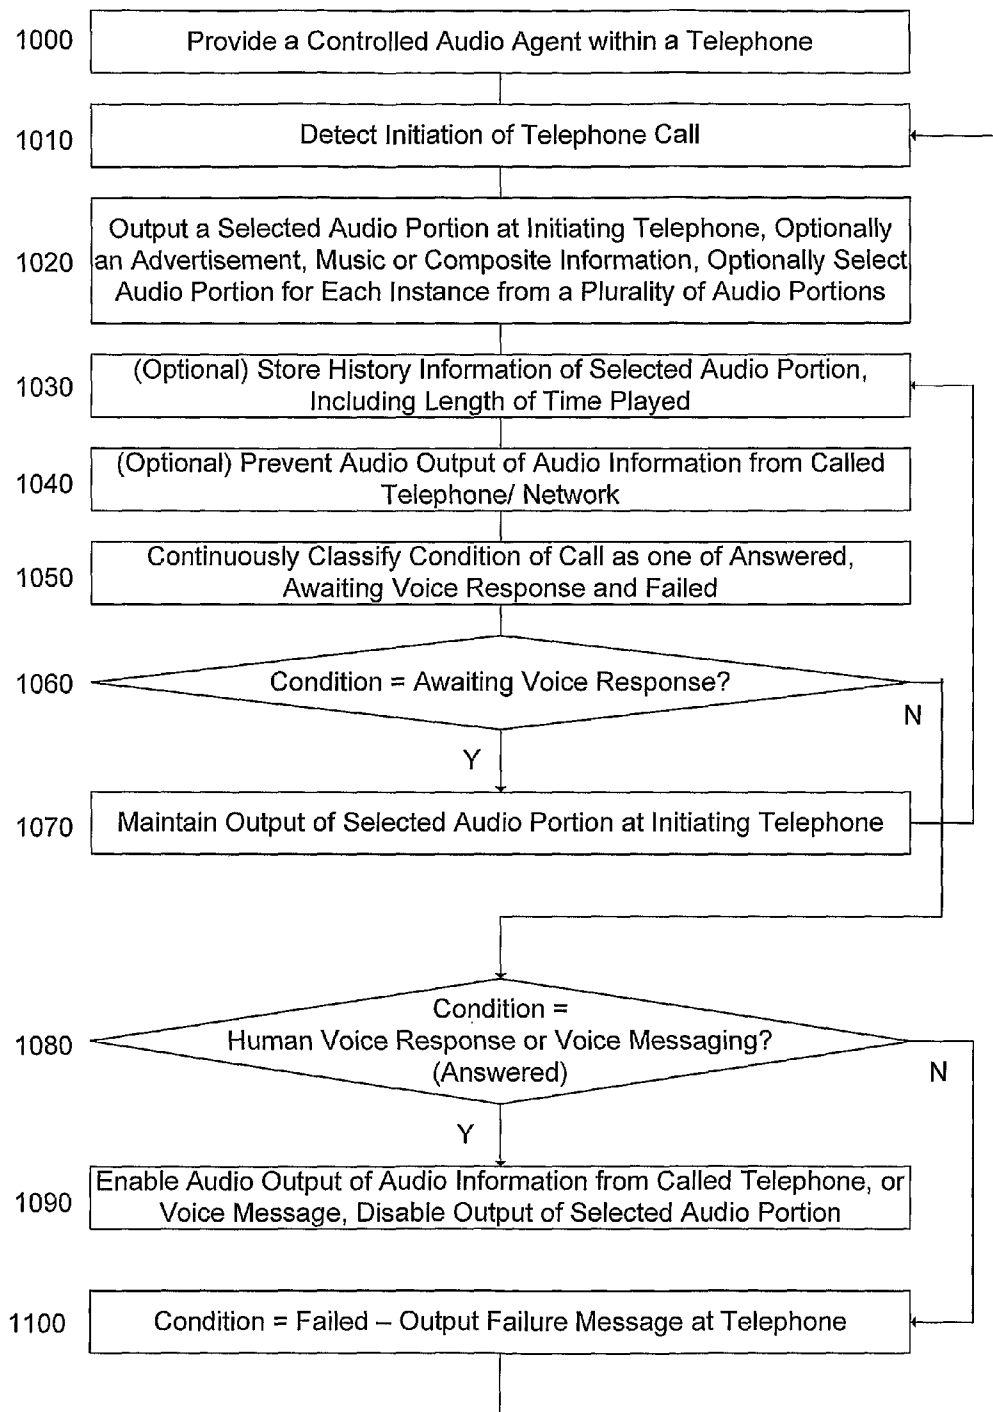 1000
Provide a Controlled Audio Agent within a Telephone
1010
Detect Initiation of Telephone Call
1020
Output a Selected Audio Portion at Initiating Telephone, Optionally
an Advertisement, Music or Composite Information, Optionally Select
Audio Portion for Each Instance from a Plurality of Audio Portions
1030
(Optional) Store History Information of Selected Audio Portion,
Including Length of Time Played
1040
(Optional) Prevent Audio Output of Audio Information from Called
Telephone/ Network
1050
Continuously Classify Condition of Call as one of Answered,
Awaiting Voice Response and Failed
1060
Condition = Awaiting Voice Response?
N
Y
1070
Maintain Output of Selected Audio Portion at Initiating Telephone
1080
Condition =
Human Voice Response or Voice Messaging?
(Answered)
N
Y
1090
Enable Audio Output of Audio Information from Called Telephone, or
Voice Message, Disable Output of Selected Audio Portion
1100
Condition = Failed – Output Failure Message at Telephone